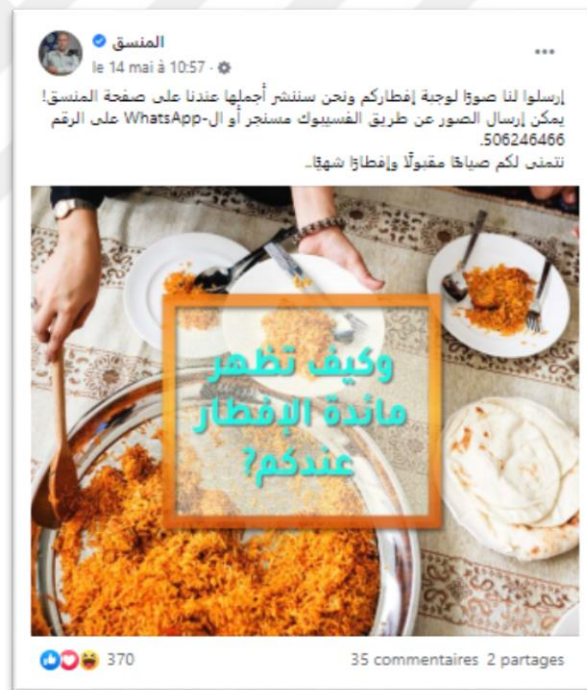 المنسق
le 14 mai à 10:57 ·
إرسلوا لنا صورًا لوجبة إفطاركم ونحن سننشر أجملها عندنا على صفحة المنسق!
يمكن إرسال الصور عن طريق الفسيبوك مسنجر أو ال-WhatsApp على الرقم
506246466.
نتمنى لكم صيامًا مقبولًا وإفطارًا شهيًا..
وكيف تظهر
مائدة الإفطار
عندكم?
370
35 commentaires 2 partages